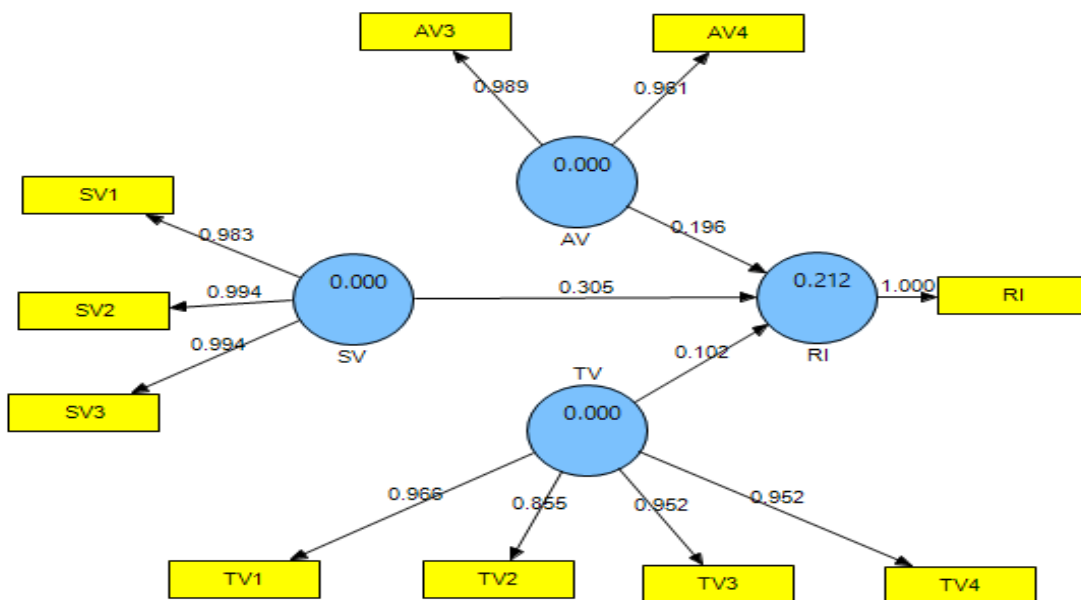 AV3
AV4
0.989
0.961
0.000
AV
0.196
SV1
0.983
SV2
0.994
0.000
SV
0.305
0.212
RI
1.000
RI
SV3
0.994
0.102
TV
0.000
0.966
0.855
0.952
0.952
TV1
TV2
TV3
TV4